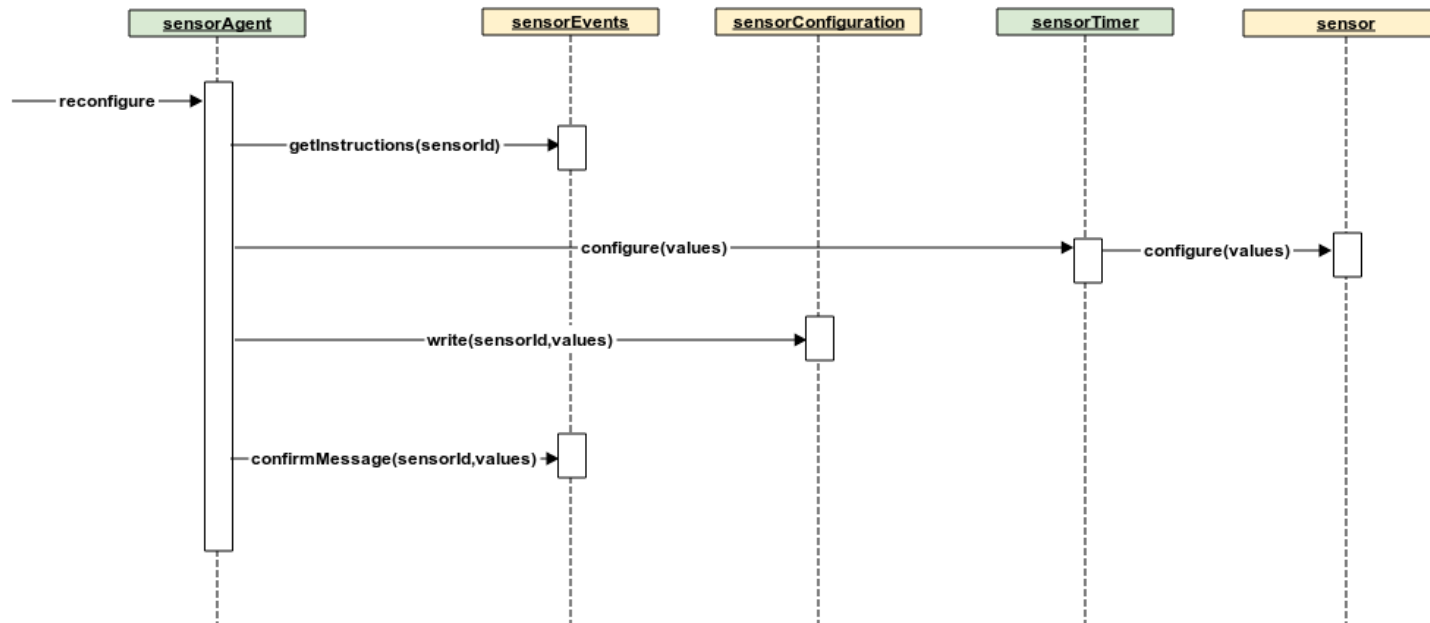 sensorAgent
sensorEvents
sensorConfiguration
sensorTimer
sensor
reconfigure
getInstructions(sensorId)
configure(values)
configure(values)
write(sensorId,values)
confirmMessage(sensorId,values)